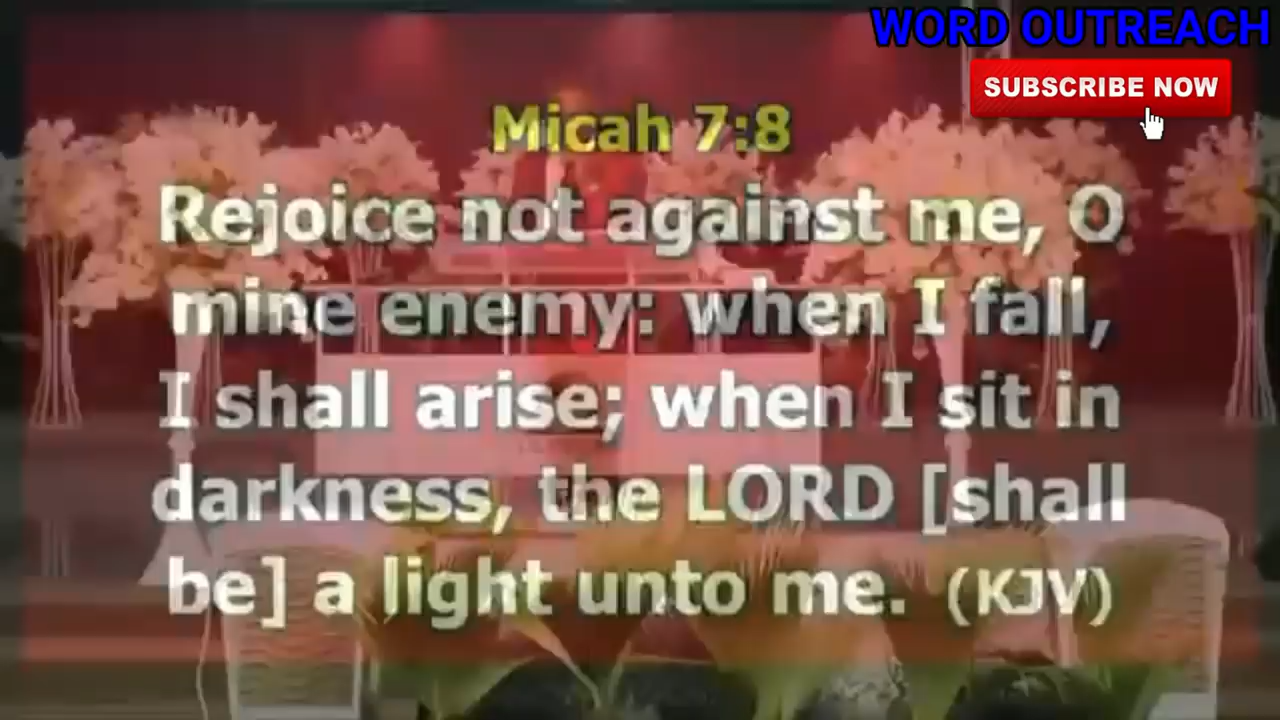 WORD OUTREACH
SUBSCRIBE NOW
Micah 7:8
Rejoice not against me, O
mine enemy: when I fall,
I shall arise; when I sit in
darkness, the LORD [shall
be] a light unto me. (KJV)